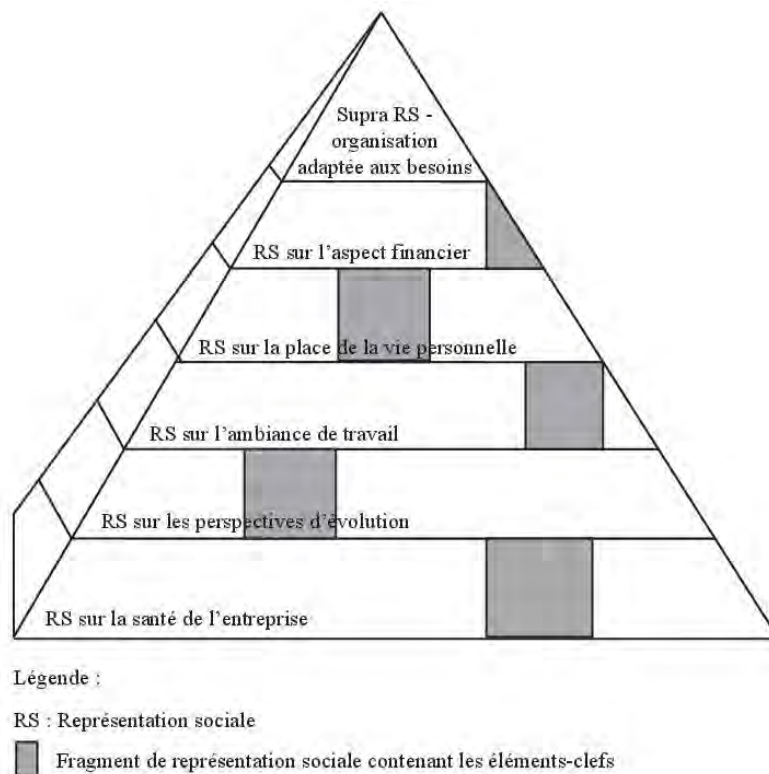 Supra RS -
organisation
adaptée aux besoins
RS sur l'aspect financier
RS sur la place de la vie personnelle
RS sur l'ambiance de travail
RS sur les perspectives d'évolution
RS sur la santé de l'entreprise
Légende :
RS : Représentation sociale
Fragment de représentation sociale contenant les éléments-clefs